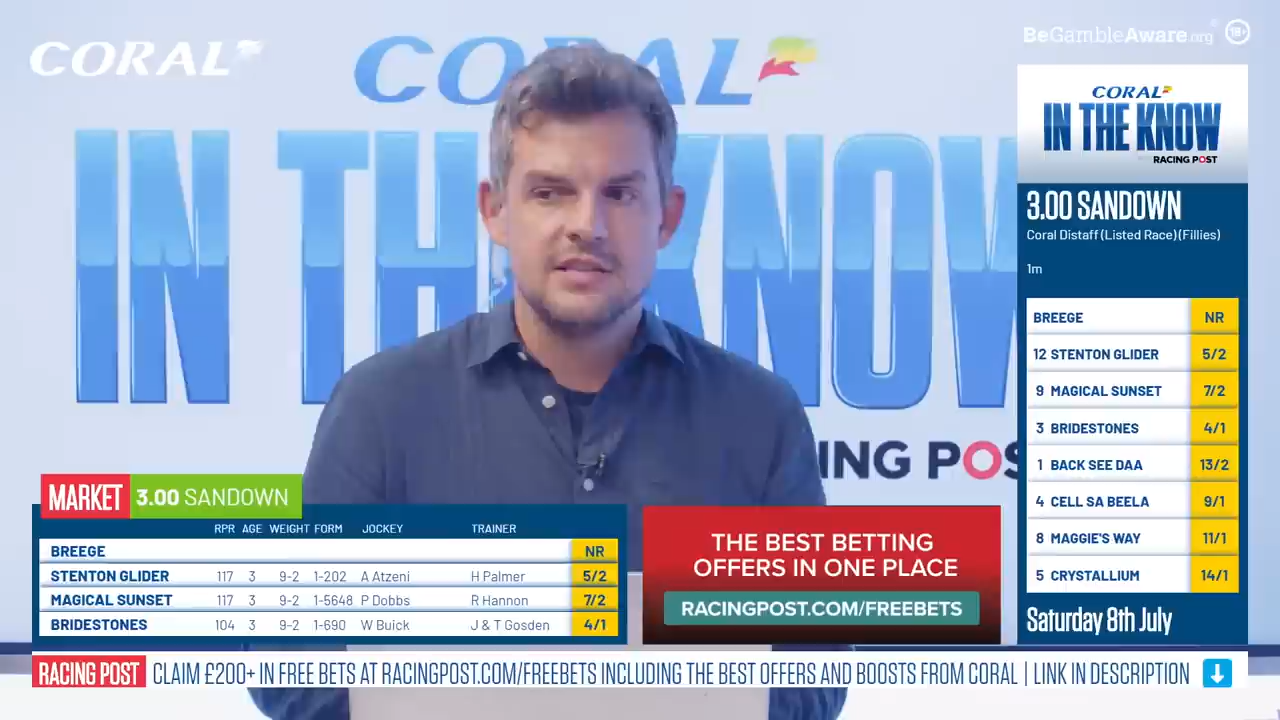 CORAL
CORAL
BeGambleAware.org 18+
IN THE KNOW
ING POS
CORAL
IN THE KNOW
RACING POST
3.00 SANDOWN
Coral Distaff (Listed Race) (Fillies)
1m
BREEGE NR
12 STENTON GLIDER 5/2
9 MAGICAL SUNSET 7/2
3 BRIDESTONES 4/1
1 BACK SEE DAA 13/2
4 CELL SA BEELA 9/1
8 MAGGIE'S WAY 11/1
5 CRYSTALLIUM 14/1
Saturday 8th July
MARKET 3.00 SANDOWN
RPR AGE WEIGHT FORM JOCKEY TRAINER
BREEGE NR
STENTON GLIDER 117 3 9-2 1-202 A Atzeni H Palmer 5/2
MAGICAL SUNSET 117 3 9-2 1-5648 P Dobbs R Hannon 7/2
BRIDESTONES 104 3 9-2 1-690 W Buick J & T Gosden 4/1
THE BEST BETTING
OFFERS IN ONE PLACE
RACINGPOST.COM/FREEBETS
RACING POST CLAIM £200+ IN FREE BETS AT RACINGPOST.COM/FREEBETS INCLUDING THE BEST OFFERS AND BOOSTS FROM CORAL | LINK IN DESCRIPTION